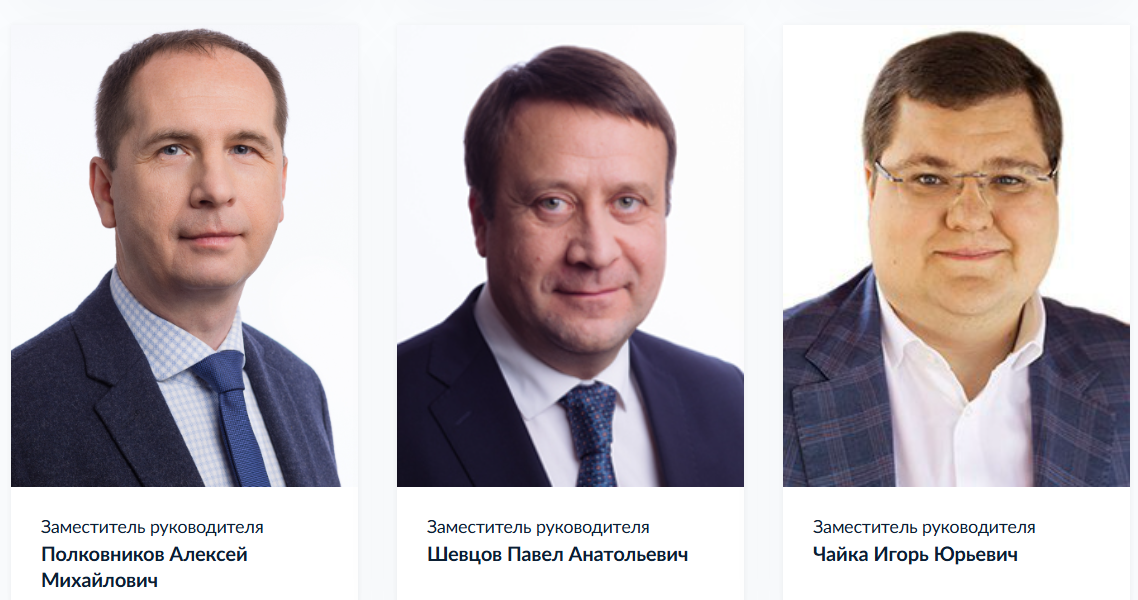 Заместитель руководителя
Полковников Алексей
Михайлович
Заместитель руководителя
Шевцов Павел Анатольевич
Заместитель руководителя
Чайка Игорь Юрьевич